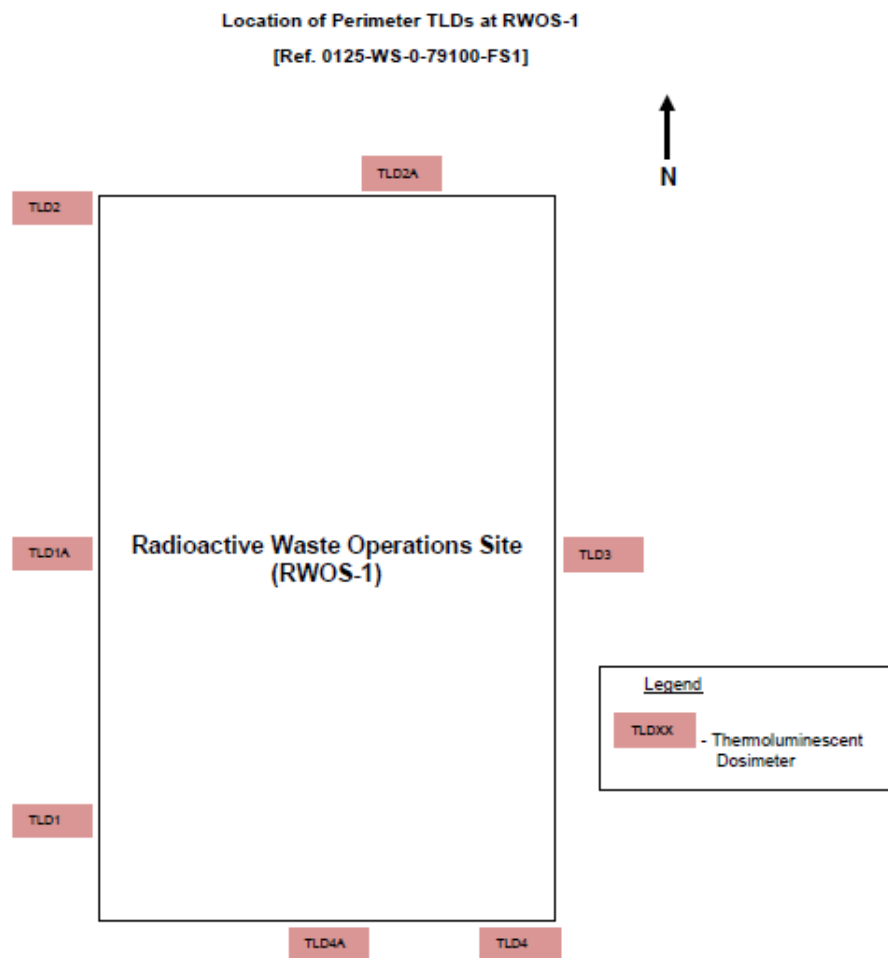 Location of Perimeter TLDs at RWOS-1
[Ref. 0125-WS-0-79100-FS1]
N
TLD2A
TLD2
TLD1A
Radioactive Waste Operations Site
(RWOS-1)
TLD3
Legend
TLDXX
- Thermoluminescent
Dosimeter
TLD1
TLD4A
TLD4